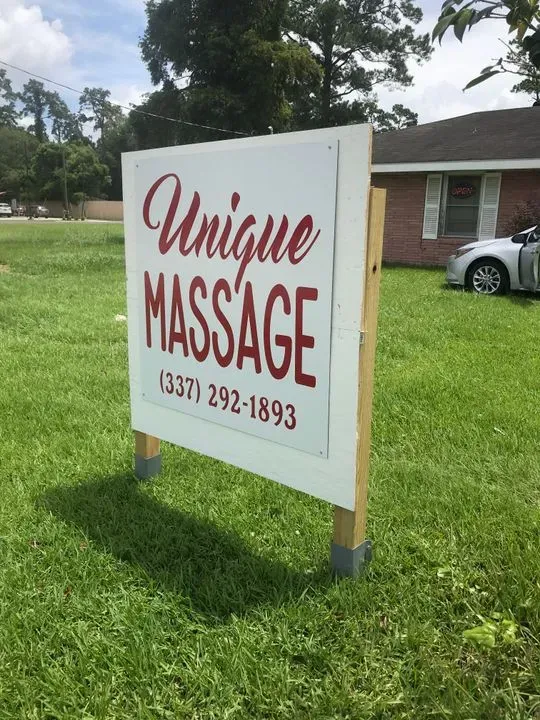 Unique
MASSAGE
(337) 292-1893
OPEN